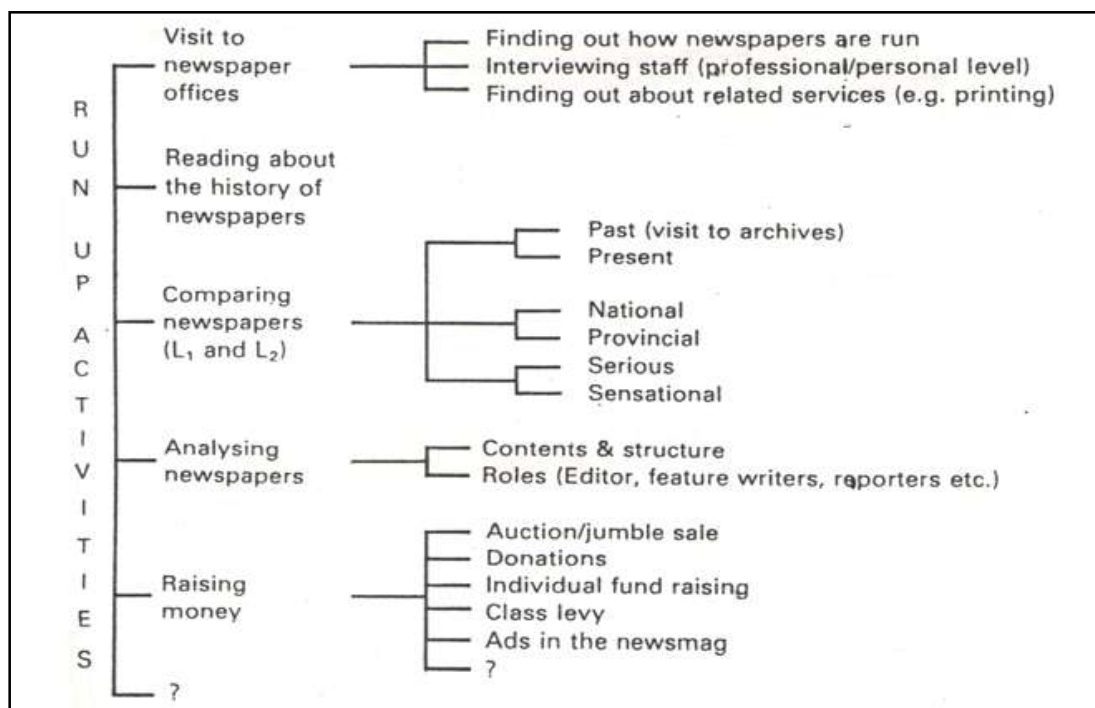 RUN UP ACTIVITIES
Visit to
newspaper
offices
Finding out how newspapers are run
Interviewing staff (professional/personal level)
Finding out about related services (e.g. printing)
Reading about
the history of
newspapers
Comparing
newspapers
(L₁ and L₂)
Past (visit to archives)
Present
National
Provincial
Serious
Sensational
Analysing
newspapers
Contents & structure
Roles (Editor, feature writers, reporters etc.)
Raising
money
Auction/jumble sale
Donations
Individual fund raising
Class levy
Ads in the newsmag
?
?